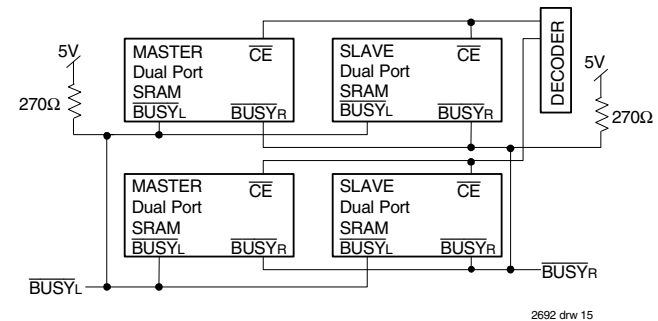 5V
270Ω
MASTER CE
Dual Port
SRAM
BUSYL BUSYR
SLAVE CE
Dual Port
SRAM
BUSYL BUSYR
DECODER
5V
270Ω
MASTER CE
Dual Port
SRAM
BUSYL BUSYR
SLAVE CE
Dual Port
SRAM
BUSYL BUSYR
BUSYL
BUSYR
2692 drw 15